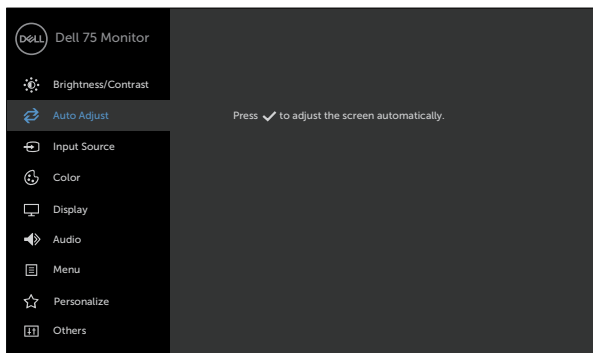 DELL Dell 75 Monitor
Brightness/Contrast
Auto Adjust
Press ✓ to adjust the screen automatically.
Input Source
Color
Display
Audio
Menu
Personalize
Others